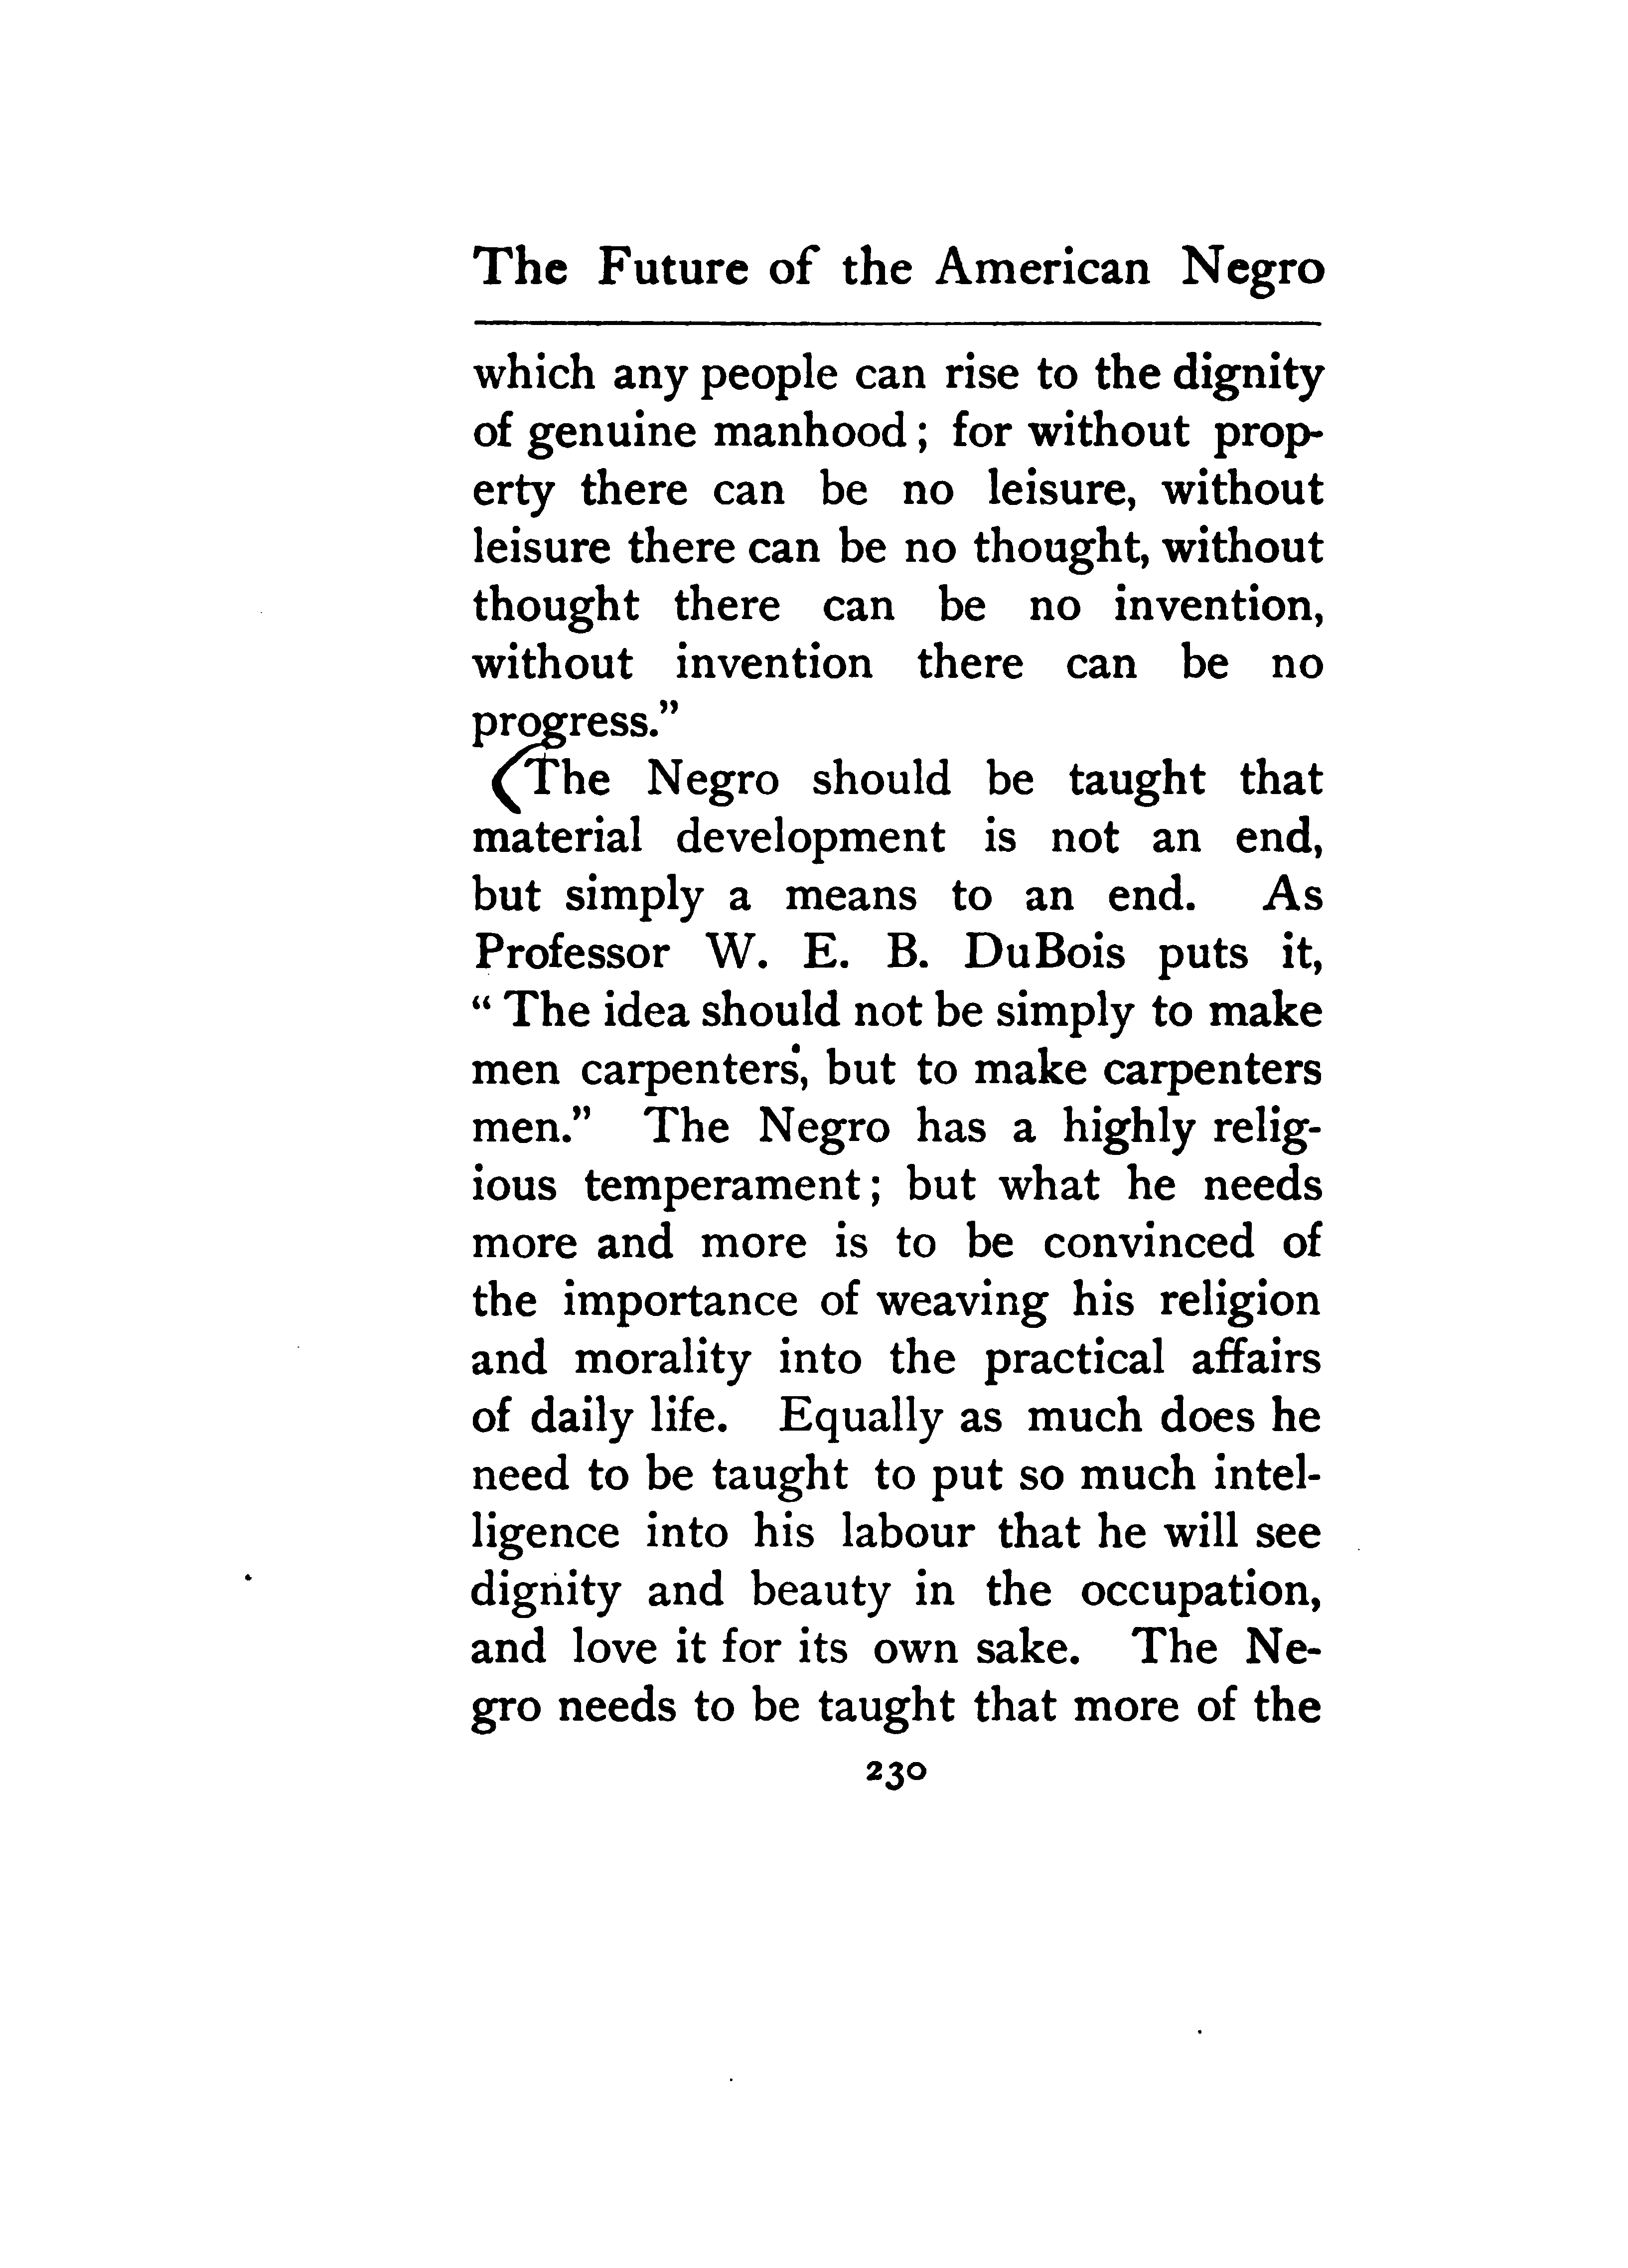 The Future of the American Negro
which any people can rise to the dignity
of genuine manhood; for without prop-
erty there can be no leisure, without
leisure there can be no thought, without
thought there can be no invention,
without invention there can be no
progress."
(The Negro should be taught that
material development is not an end,
but simply a means to an end. As
Professor W. E. B. DuBois puts it,
"The idea should not be simply to make
men carpenters, but to make carpenters
men." The Negro has a highly relig-
ious temperament; but what he needs
more and more is to be convinced of
the importance of weaving his religion
and morality into the practical affairs
of daily life. Equally as much does he
need to be taught to put so much intel-
ligence into his labour that he will see
dignity and beauty in the occupation,
and love it for its own sake. The Ne-
gro needs to be taught that more of the
230